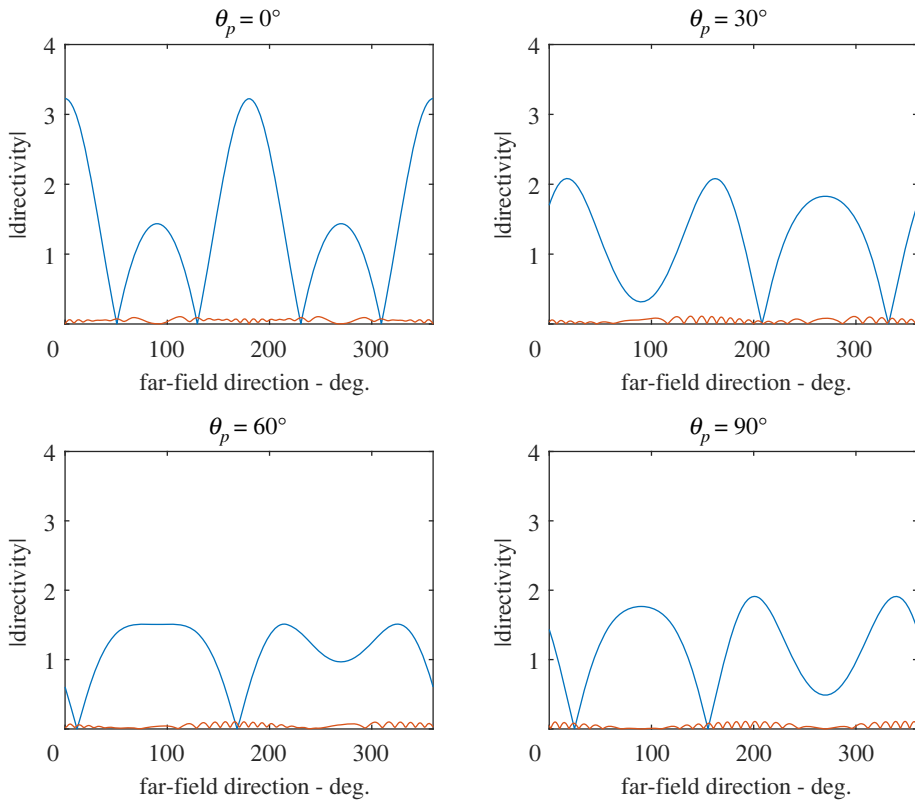 θp = 0°
4
3
2
1
0
100
200
300
|directivity|
far-field direction - deg.
θp = 30°
4
3
2
1
0
100
200
300
|directivity|
far-field direction - deg.
θp = 60°
4
3
2
1
0
100
200
300
|directivity|
far-field direction - deg.
θp = 90°
4
3
2
1
0
100
200
300
|directivity|
far-field direction - deg.